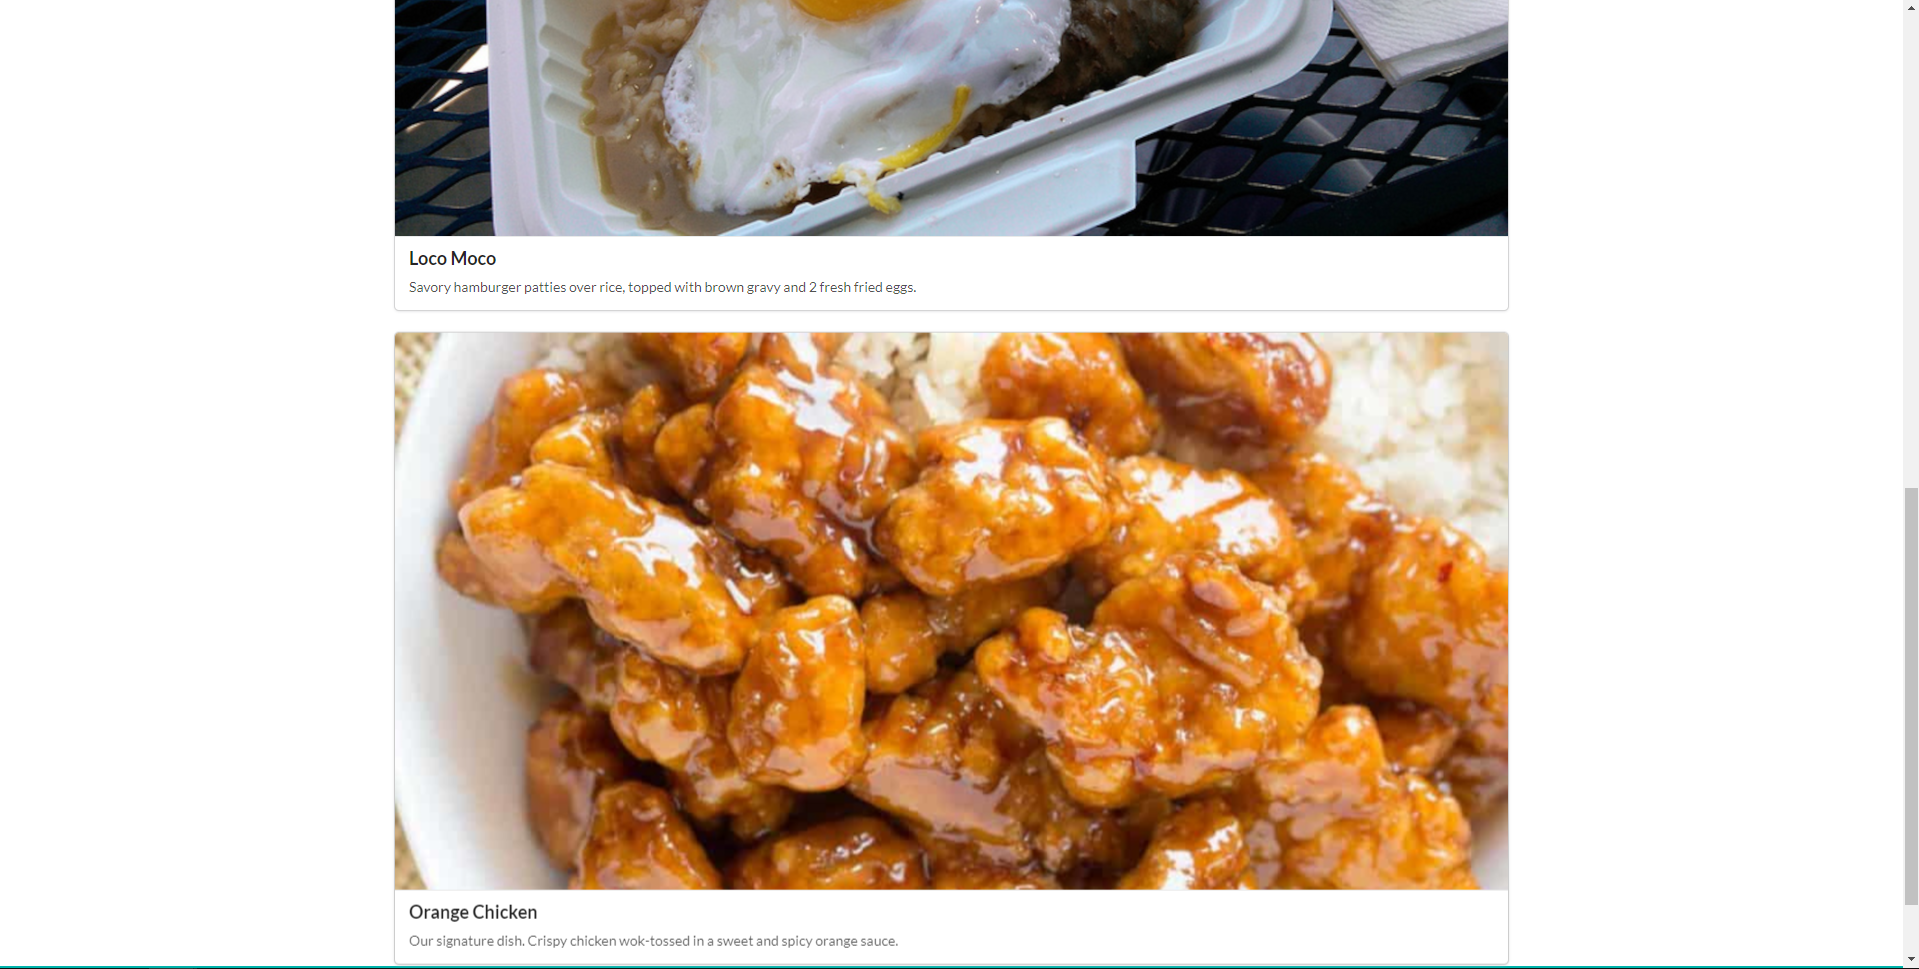 Loco Moco
Savory hamburger patties over rice, topped with brown gravy and 2 fresh fried eggs.
Orange Chicken
Our signature dish. Crispy chicken wok-tossed in a sweet and spicy orange sauce.